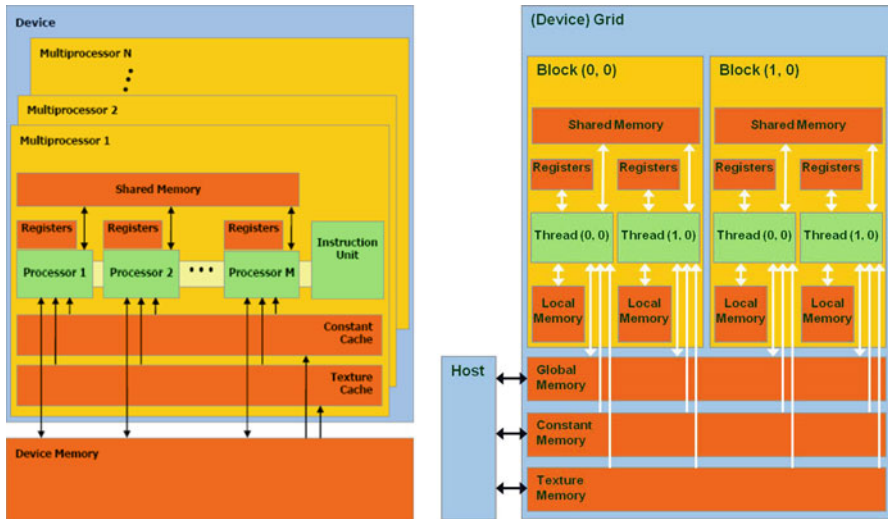 Device
Multiprocessor N
Multiprocessor 2
Multiprocessor 1
Shared Memory
Registers
Registers
Registers
Processor 1
Processor 2
Processor M
Instruction
Unit
Constant
Cache
Texture
Cache
Device Memory
(Device) Grid
Block (0, 0)
Block (1, 0)
Shared Memory
Shared Memory
Registers
Registers
Registers
Registers
Thread (0, 0)
Thread (1, 0)
Thread (0, 0)
Thread (1, 0)
Local
Memory
Local
Memory
Local
Memory
Local
Memory
Host
Global
Memory
Constant
Memory
Texture
Memory